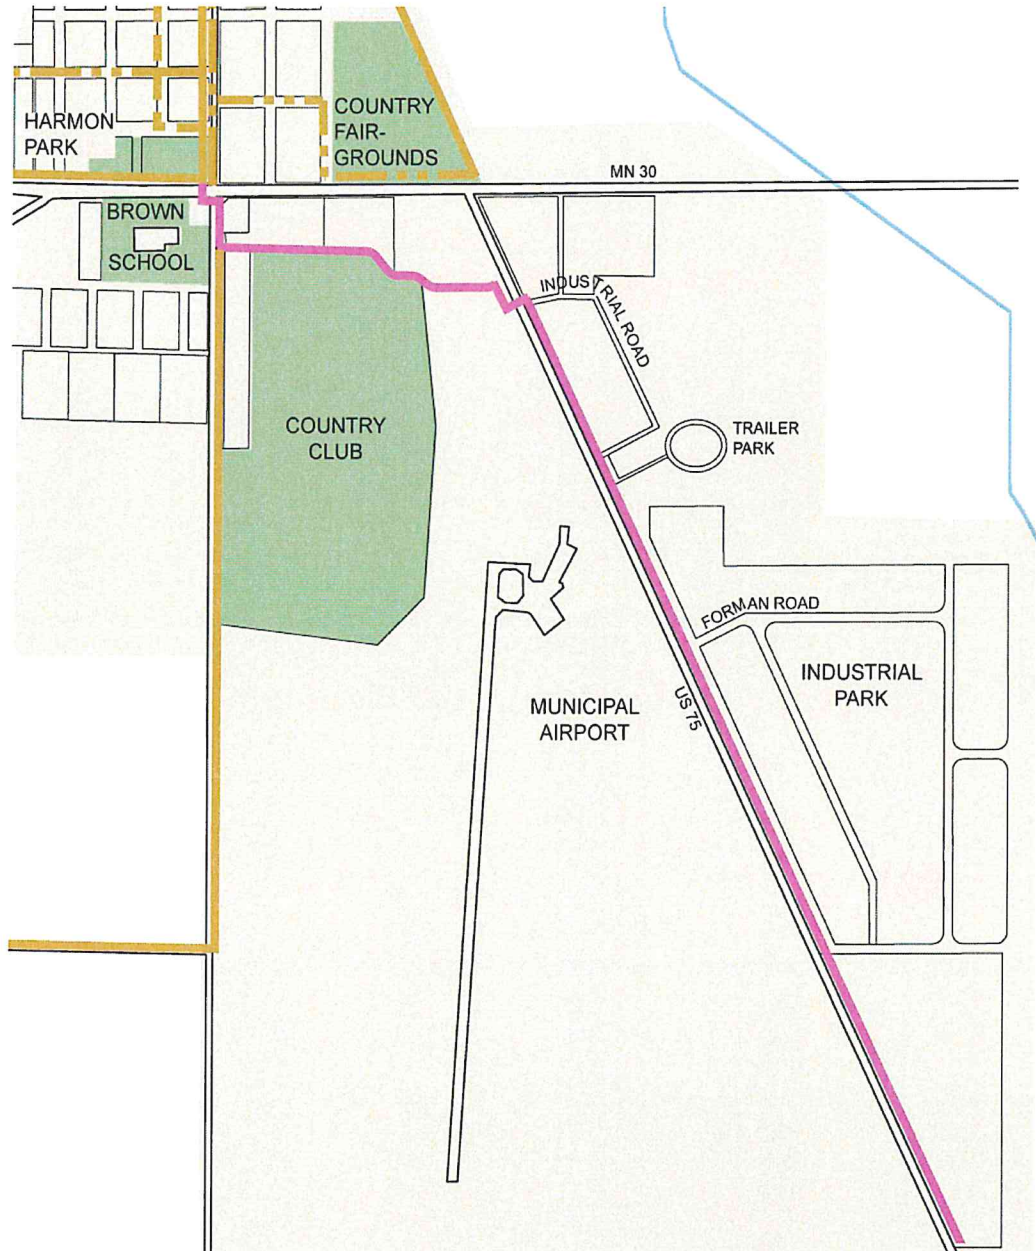 COUNTRY
FAIR-
GROUNDS
HARMON
PARK
MN 30
BROWN
SCHOOL
INDUSTRIAL ROAD
COUNTRY
CLUB
TRAILER
PARK
FORMAN ROAD
INDUSTRIAL
PARK
US 75
MUNICIPAL
AIRPORT